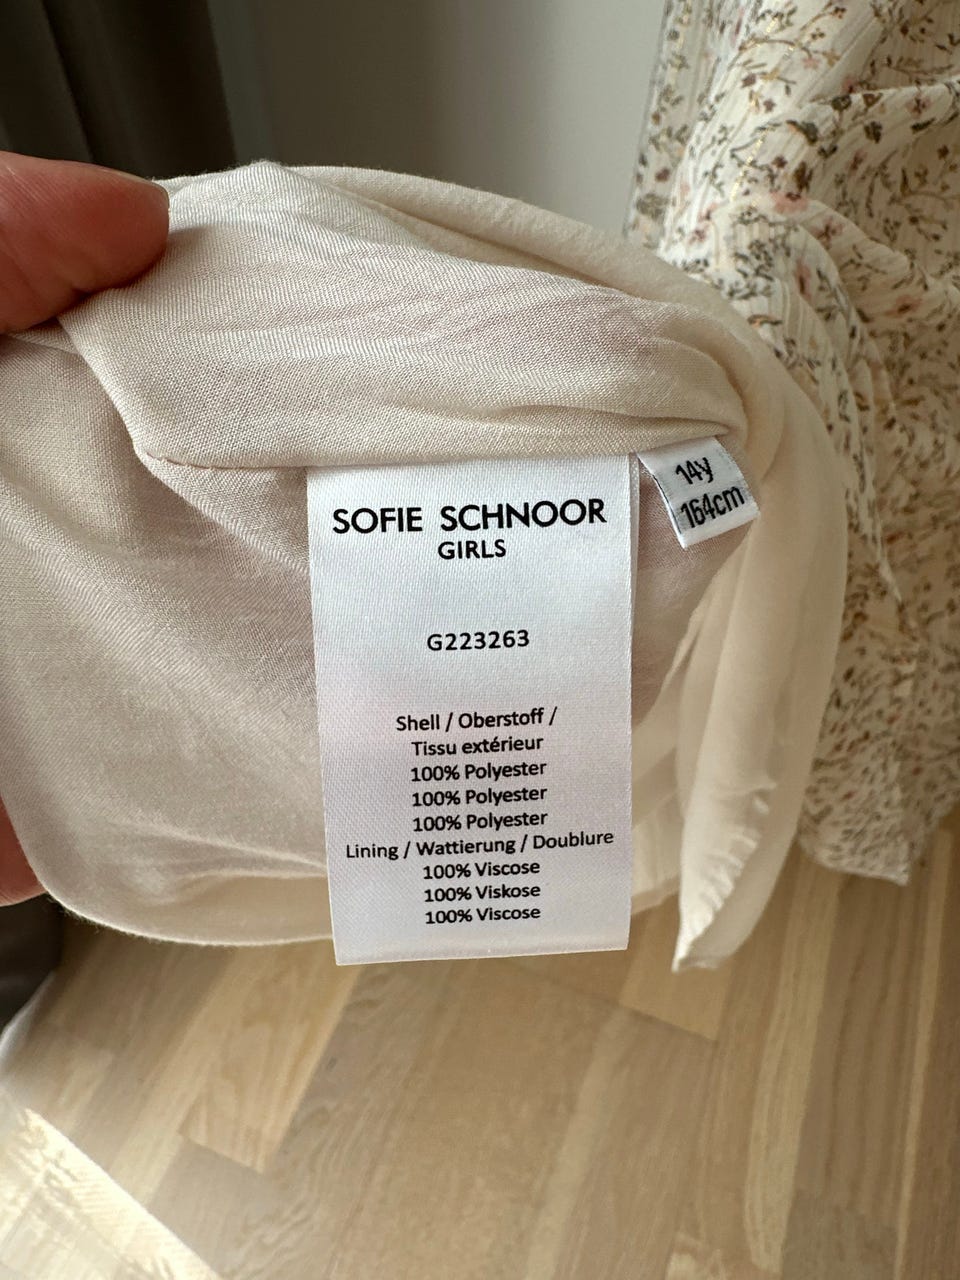 SOFIE SCHNOOR
GIRLS
G223263
Shell / Oberstoff /
Tissu extérieur
100% Polyester
100% Polyester
100% Polyester
Lining / Wattierung / Doublure
100% Viscose
100% Viskose
100% Viscose
14y
164cm